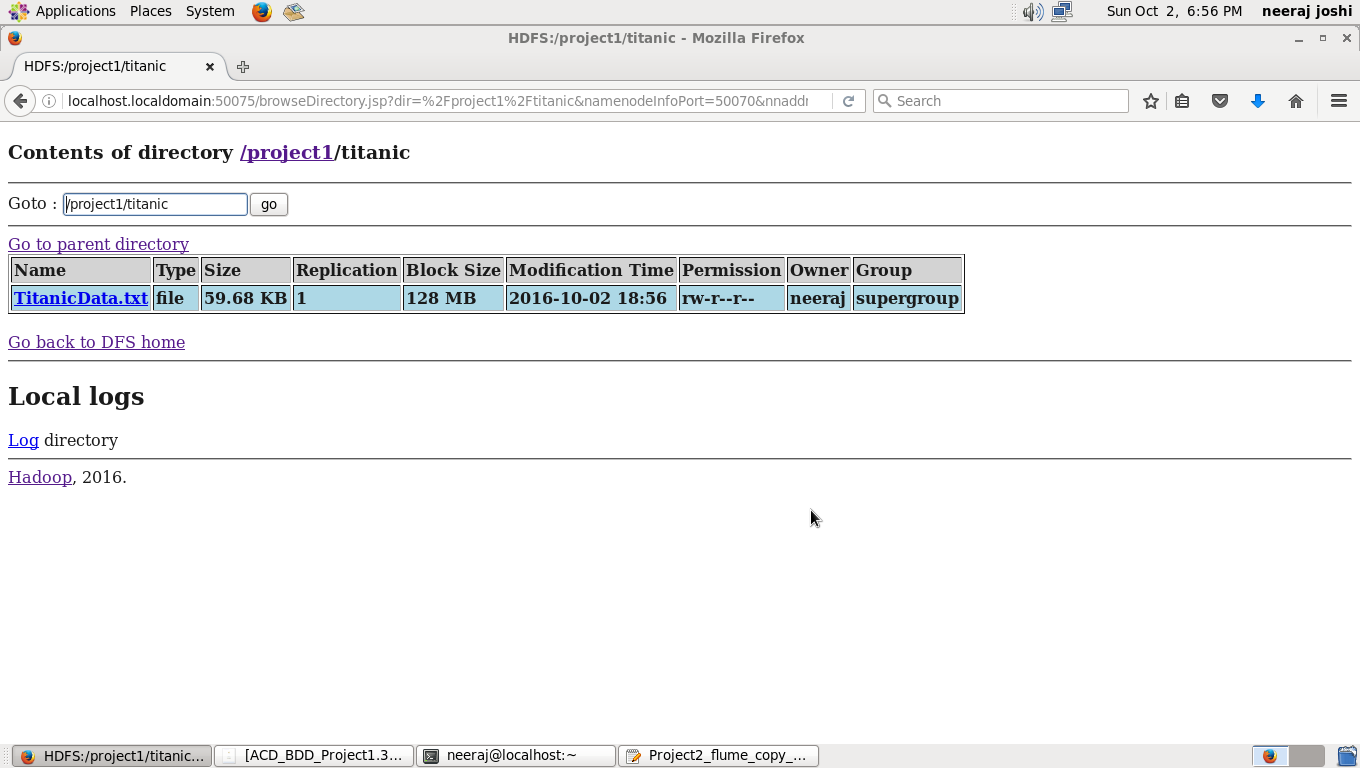 Applications Places System Sun Oct 2, 6:56 PM neeraj joshi
HDFS:/project1/titanic - Mozilla Firefox
HDFS:/project1/titanic
localhost.localdomain:50075/browseDirectory.jsp?dir=%2Fproject1%2Ftitanic&namenodeInfoPort=50070&nnaddr Search
Contents of directory /project1/titanic
Goto : /project1/titanic go
Go to parent directory
Name Type Size Replication Block Size Modification Time Permission Owner Group
TitanicData.txt file 59.68 KB 1 128 MB 2016-10-02 18:56 rw-r--r-- neeraj supergroup
Go back to DFS home
Local logs
Log directory
Hadoop, 2016.
HDFS:/project1/titanic... [ACD_BDD_Project1.3... neeraj@localhost:~ Project2_flume_copy_...